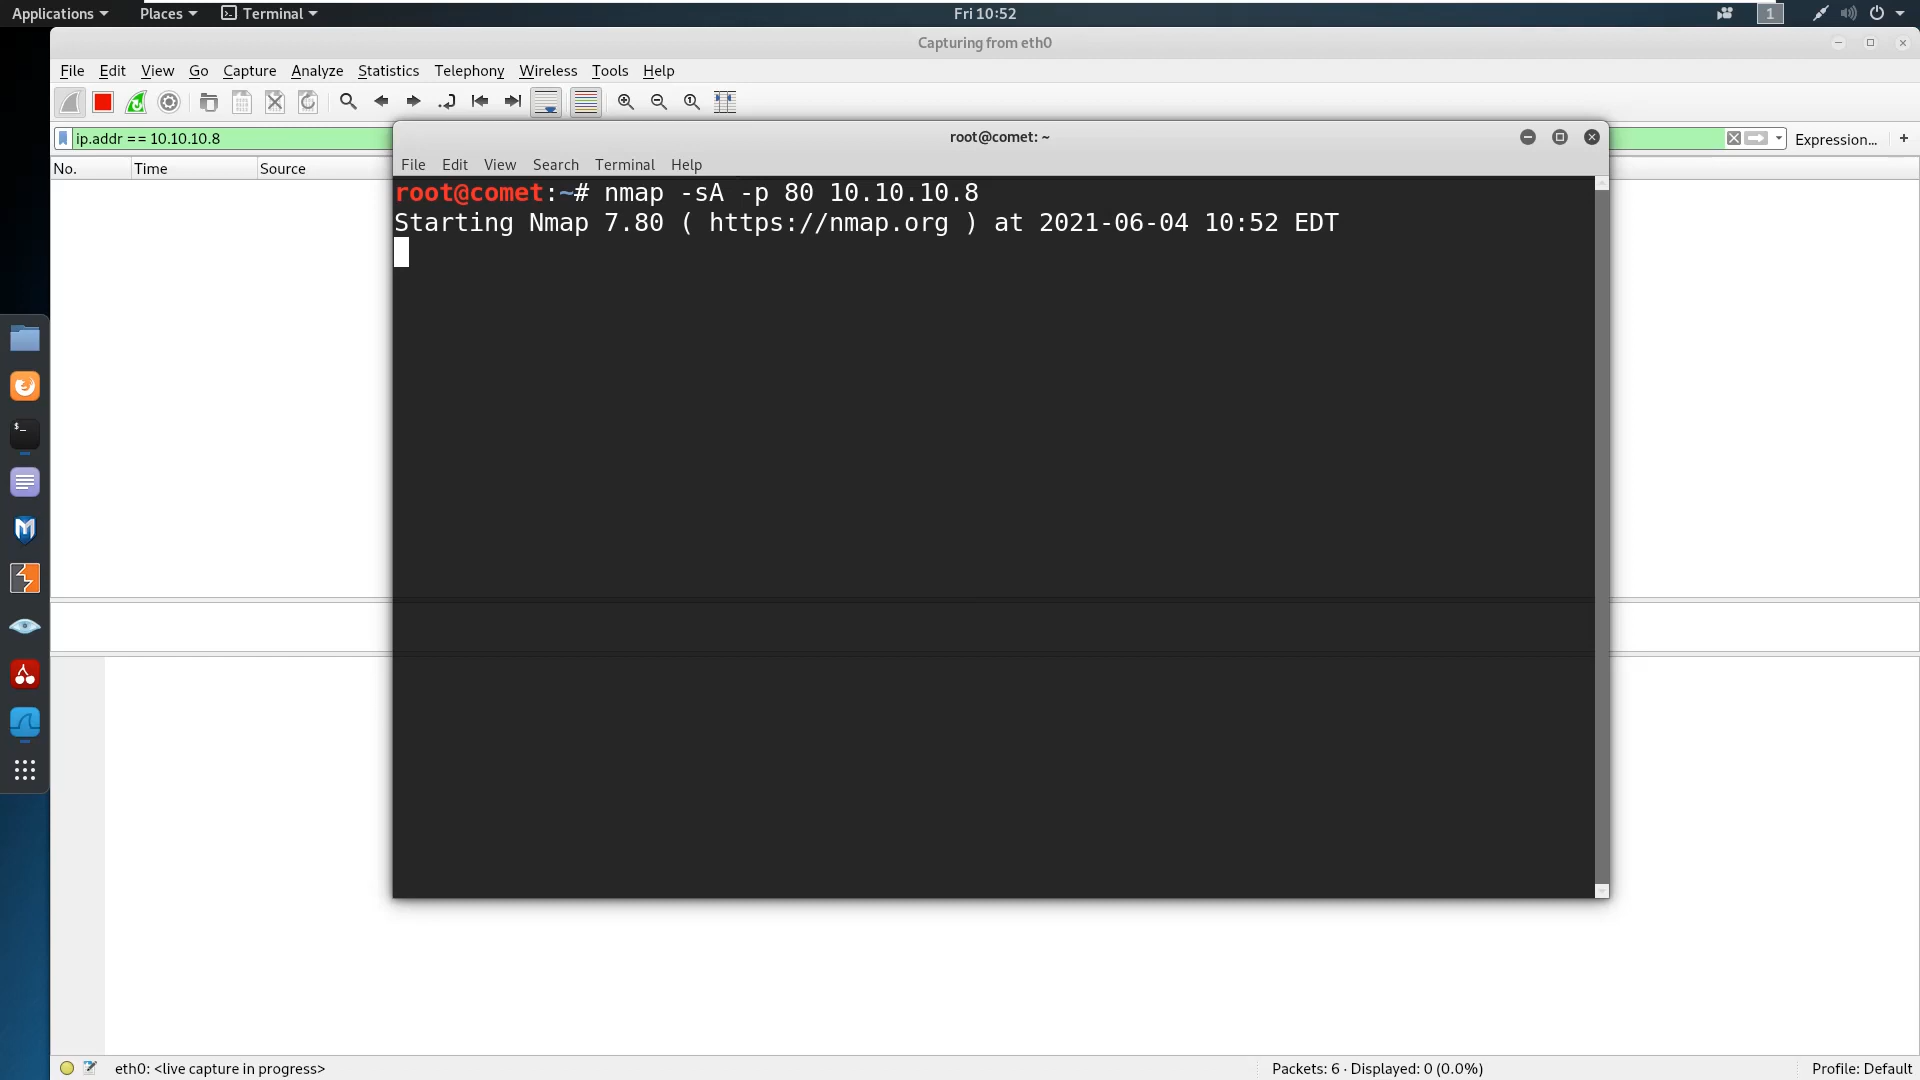 Applications Places Terminal Fri 10:52 1
Capturing from eth0
File Edit View Go Capture Analyze Statistics Telephony Wireless Tools Help
ip.addr == 10.10.10.8 Expression... +
No. Time Source
root@comet: ~
File Edit View Search Terminal Help
root@comet:~# nmap -sA -p 80 10.10.10.8
Starting Nmap 7.80 ( https://nmap.org ) at 2021-06-04 10:52 EDT
eth0: <live capture in progress> Packets: 6 · Displayed: 0 (0.0%) Profile: Default